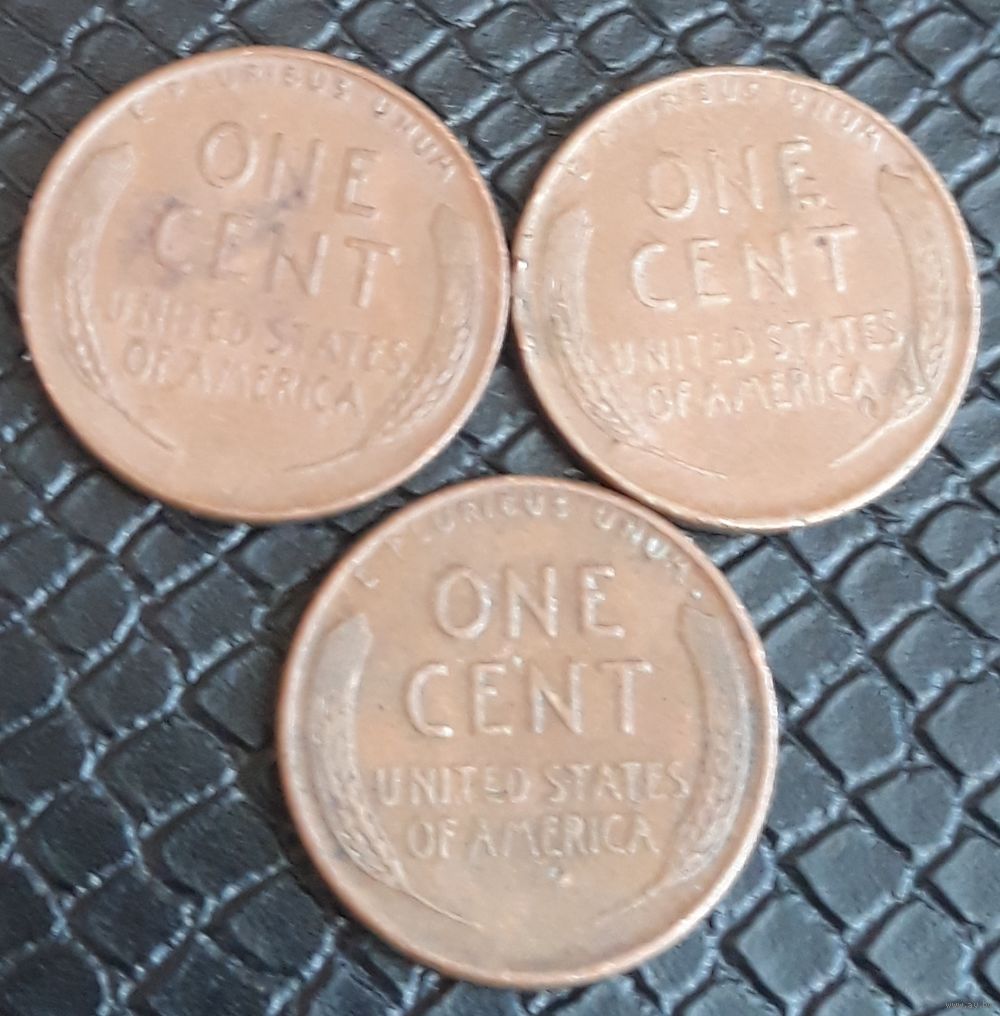 E PLURIBUS UNUM
ONE
CENT
UNITED STATES
OF AMERICA
E PLURIBUS UNUM
ONE
CENT
UNITED STATES
OF AMERICA
E PLURIBUS UNUM
ONE
CENT
UNITED STATES
OF AMERICA